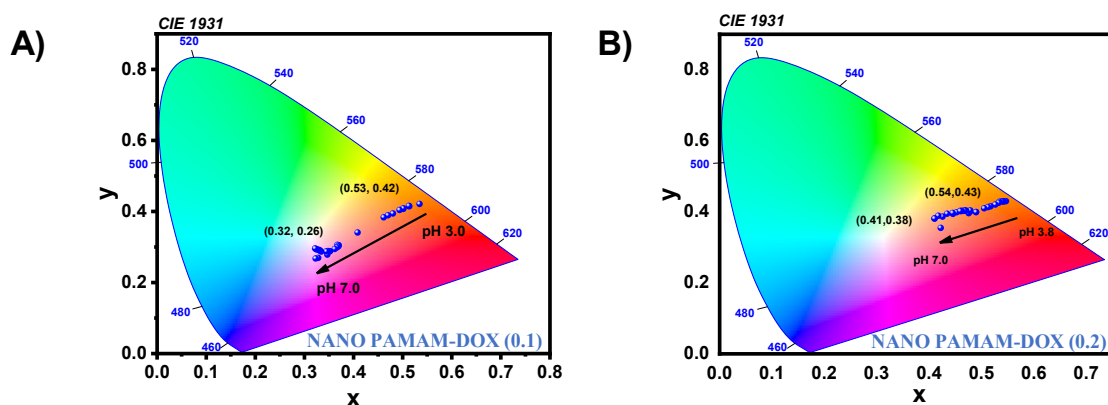 A)
CIE 1931
y
0.8
0.6
0.4
0.2
0.0
0.0 0.1 0.2 0.3 0.4 0.5 0.6 0.7 0.8
x
520
540
560
500
580
600
620
480
460
(0.53, 0.42)
(0.32, 0.26)
pH 3.0
pH 7.0
NANO PAMAM-DOX (0.1)
B)
CIE 1931
y
0.8
0.6
0.4
0.2
0.0
0.0 0.1 0.2 0.3 0.4 0.5 0.6 0.7
x
520
540
560
500
580
600
620
480
460
(0.54,0.43)
(0.41,0.38)
pH 3.8
pH 7.0
NANO PAMAM-DOX (0.2)